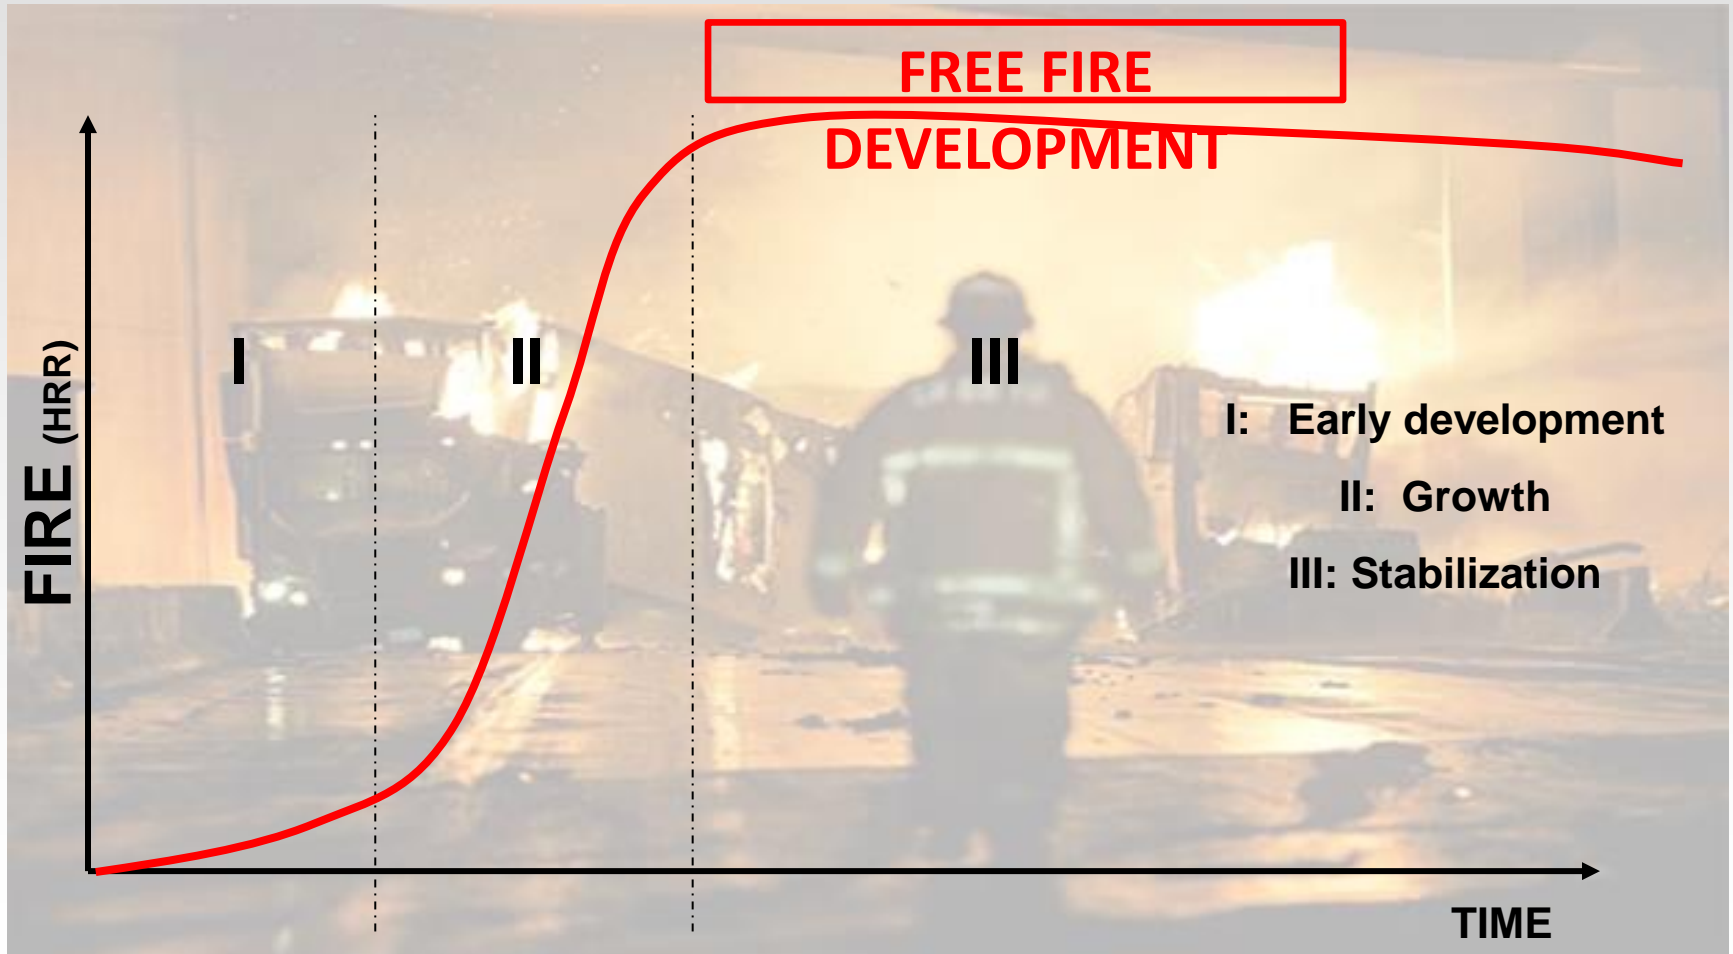 FREE FIRE
DEVELOPMENT
FIRE (HRR)
I
II
III
I: Early development
II: Growth
III: Stabilization
TIME